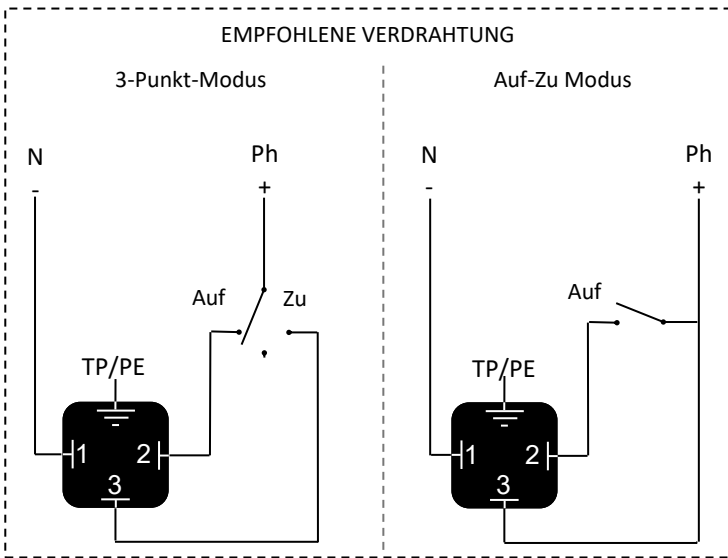 EMPFOHLENE VERDRAHTUNG
3-Punkt-Modus
N
Ph
-
+
Auf
Zu
TP/PE
1
2
3
Auf-Zu Modus
N
Ph
-
+
Auf
TP/PE
1
2
3